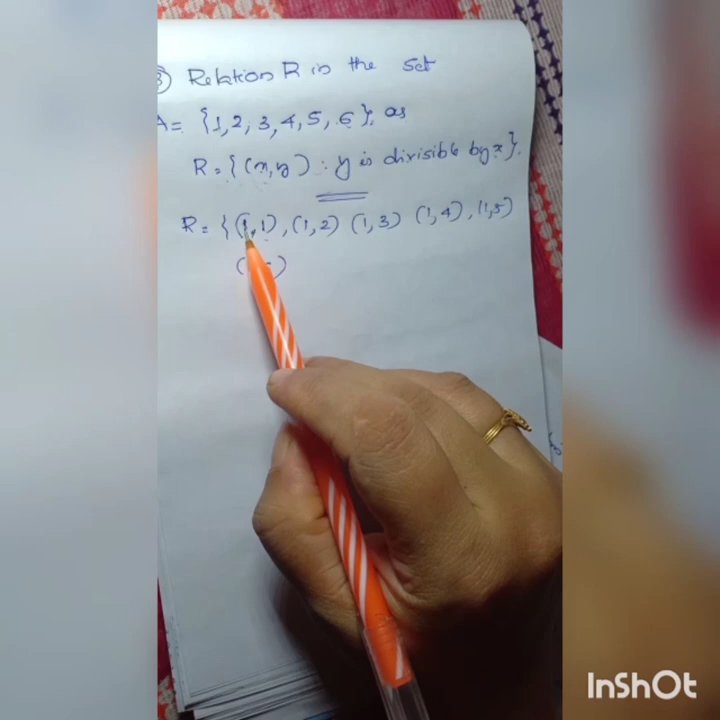 3) Relation R in the set
A = {1, 2, 3, 4, 5, 6}, as
R = {(x, y) : y is divisible by x}.
R = {(1, 1), (1, 2) (1, 3) (1, 4), (1, 5)
( )
InShOt